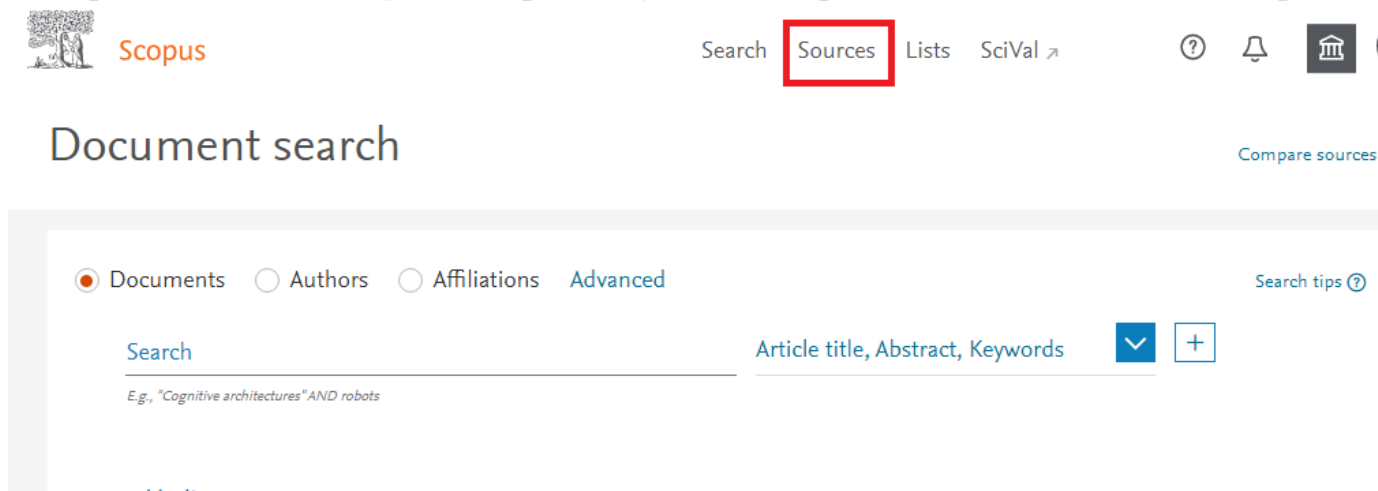 Scopus
Search Sources Lists SciVal ↗
Document search
Compare sources
Documents Authors Affiliations Advanced
Search tips ?
Search
Article title, Abstract, Keywords
E.g., "Cognitive architectures" AND robots